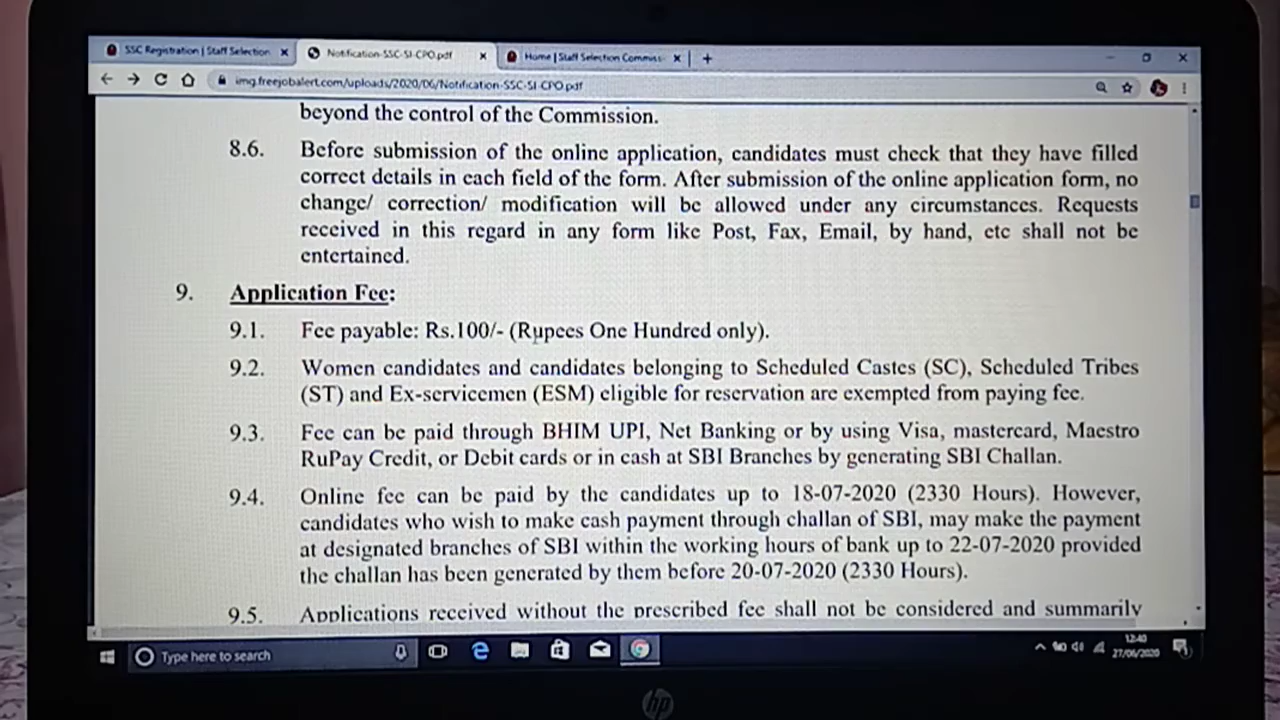 SSC Registration | Staff Selection
Notification-SSC-SI-CPO.pdf
Home | Staff Selection Commiss
img.freejobalert.com/uploads/2020/06/Notification-SSC-SI-CPO.pdf
beyond the control of the Commission.
8.6. Before submission of the online application, candidates must check that they have filled
correct details in each field of the form. After submission of the online application form, no
change/ correction/ modification will be allowed under any circumstances. Requests
received in this regard in any form like Post, Fax, Email, by hand, etc shall not be
entertained.
9. Application Fee:
9.1. Fee payable: Rs.100/- (Rupees One Hundred only).
9.2. Women candidates and candidates belonging to Scheduled Castes (SC), Scheduled Tribes
(ST) and Ex-servicemen (ESM) eligible for reservation are exempted from paying fee.
9.3. Fee can be paid through BHIM UPI, Net Banking or by using Visa, mastercard, Maestro
RuPay Credit, or Debit cards or in cash at SBI Branches by generating SBI Challan.
9.4. Online fee can be paid by the candidates up to 18-07-2020 (2330 Hours). However,
candidates who wish to make cash payment through challan of SBI, may make the payment
at designated branches of SBI within the working hours of bank up to 22-07-2020 provided
the challan has been generated by them before 20-07-2020 (2330 Hours).
9.5. Applications received without the prescribed fee shall not be considered and summarily
Type here to search
12:40
27/06/2020
hp